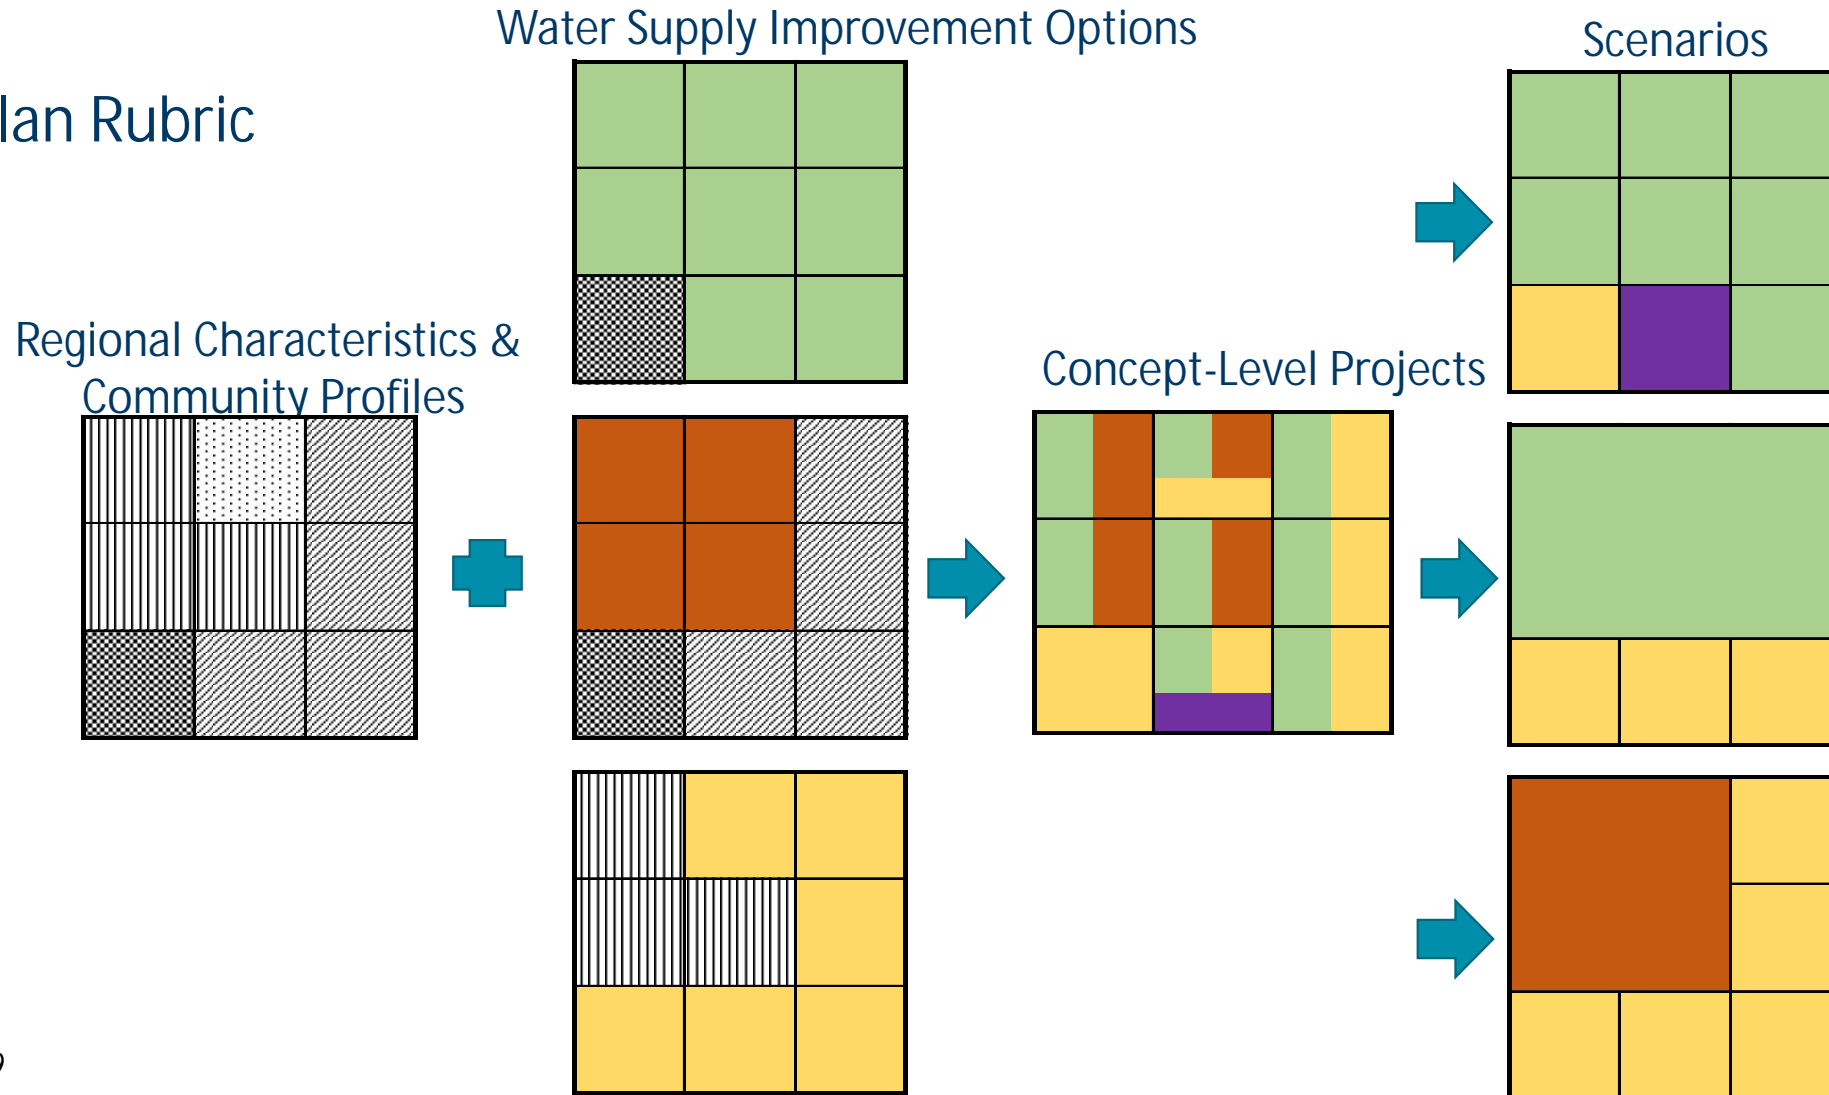 Water Supply Improvement Options
Scenarios
lan Rubric
Regional Characteristics &
Community Profiles
Concept-Level Projects